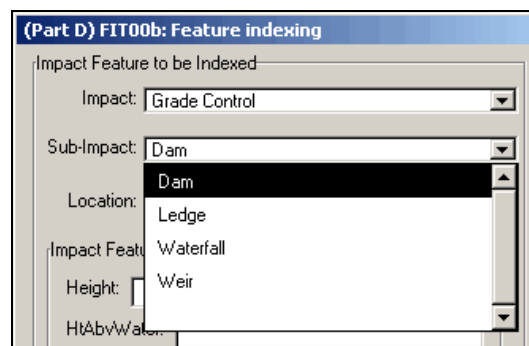 (Part D) FIT00b: Feature indexing
Impact Feature to be Indexed
Impact: Grade Control
Sub-Impact: Dam
Dam
Location:
Ledge
Waterfall
Impact Featu
Weir
Height:
HtAbvWater: